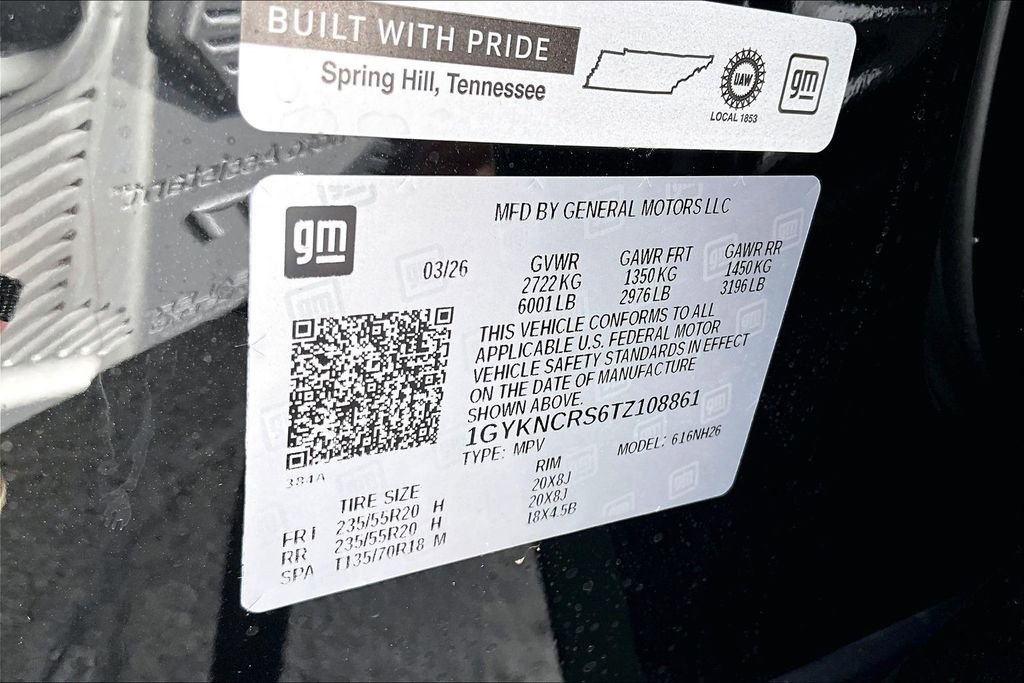 BUILT WITH PRIDE
Spring Hill, Tennessee
UAW
LOCAL 1853
gm
gm
MFD BY GENERAL MOTORS LLC
03/26 GVWR GAWR FRT GAWR RR
2722 KG 1350 KG 1450 KG
6001 LB 2976 LB 3196 LB
THIS VEHICLE CONFORMS TO ALL
APPLICABLE U.S. FEDERAL MOTOR
VEHICLE SAFETY STANDARDS IN EFFECT
ON THE DATE OF MANUFACTURE
SHOWN ABOVE.
1GYKNCRS6TZ108861
TYPE: MPV MODEL: 616NH26
384A
TIRE SIZE RIM
FRT 235/55R20 H 20X8J
RR 235/55R20 H 20X8J
SPA T135/70R18 M 18X4.5B